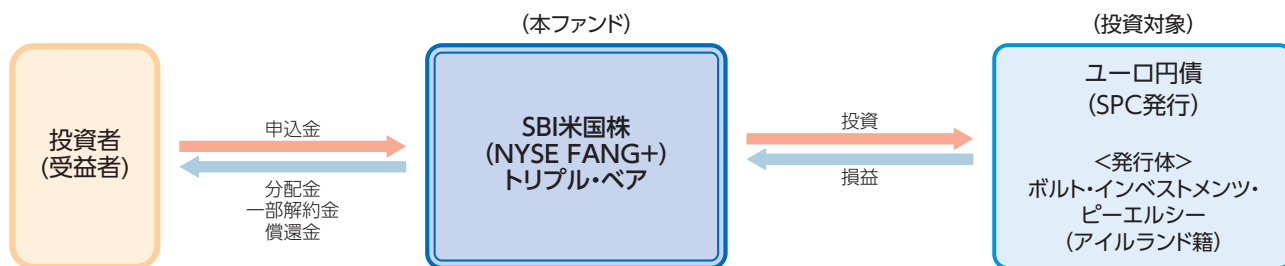 (本ファンド)
(投資対象)
投資者
(受益者)
申込金
分配金
一部解約金
償還金
SBI米国株
(NYSE FANG+)
トリプル・ベア
投資
損益
ユーロ円債
(SPC発行)
<発行体>
ボルト・インベストメンツ・
ピーエルシー
(アイルランド籍)